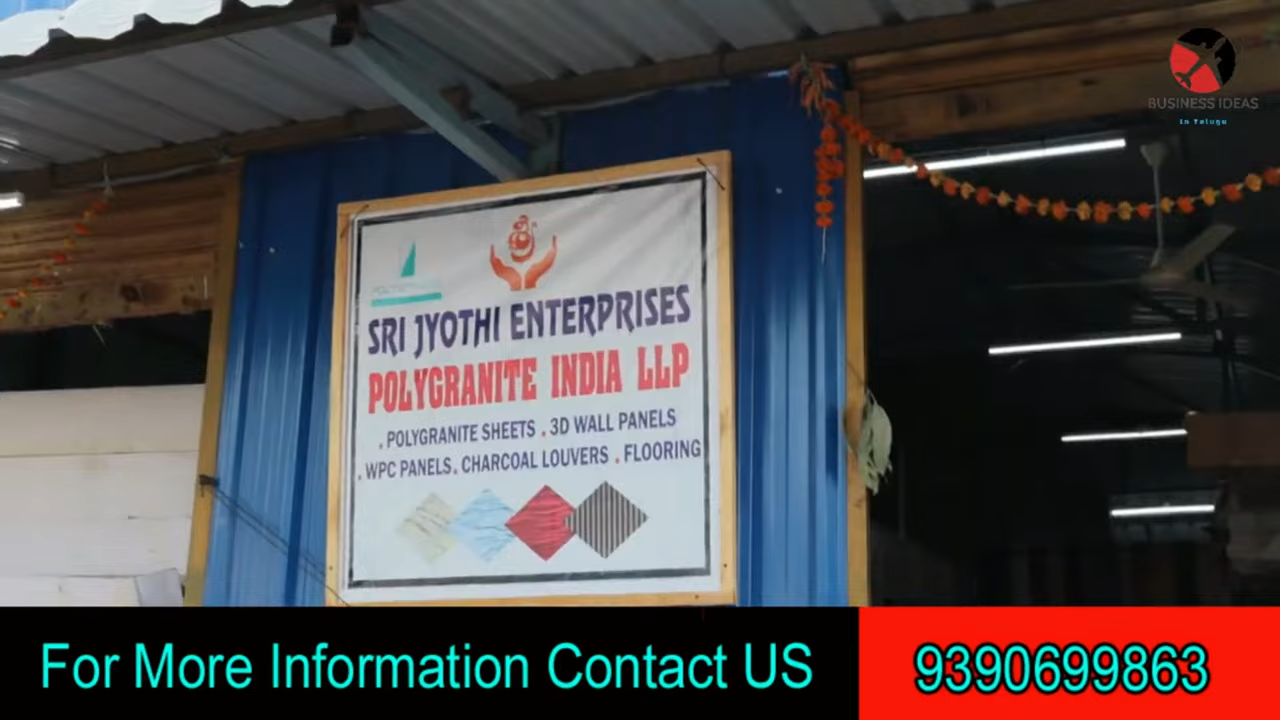 BUSINESS IDEAS
In Telugu
SRI JYOTHI ENTERPRISES
POLYGRANITE INDIA LLP
. POLYGRANITE SHEETS . 3D WALL PANELS
. WPC PANELS . CHARCOAL LOUVERS . FLOORING
For More Information Contact US
9390699863